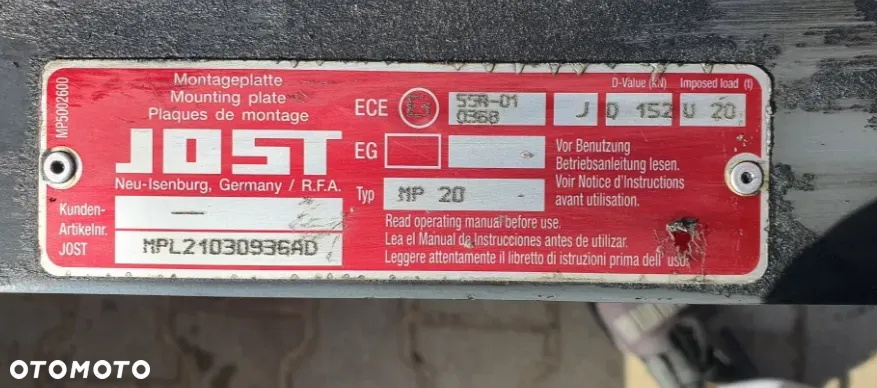 MP5002600
Montageplatte
Mounting plate
Plaques de montage
JOST
Neu-Isenburg, Germany / R.F.A.
Kunden-
Artikelnr.
—
JOST
MPL21030936AD
ECE E1 55R-01
0368
J
D-Value (kN)
D 152
Imposed load (t)
U 20
EG
Typ MP 20
Vor Benutzung
Betriebsanleitung lesen.
Voir Notice d'Instructions
avant utilisation.
Read operating manual before use.
Lea el Manual de Instrucciones antes de utilizar.
Leggere attentamente il libretto di istruzioni prima dell' uso.
OTOMOTO